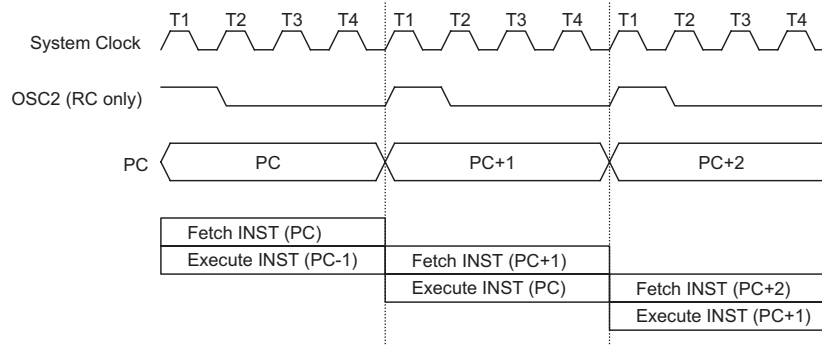 T1 T2 T3 T4 T1 T2 T3 T4 T1 T2 T3 T4
System Clock
OSC2 (RC only)
PC PC PC+1 PC+2
Fetch INST (PC)
Execute INST (PC-1) Fetch INST (PC+1)
Execute INST (PC) Fetch INST (PC+2)
Execute INST (PC+1)